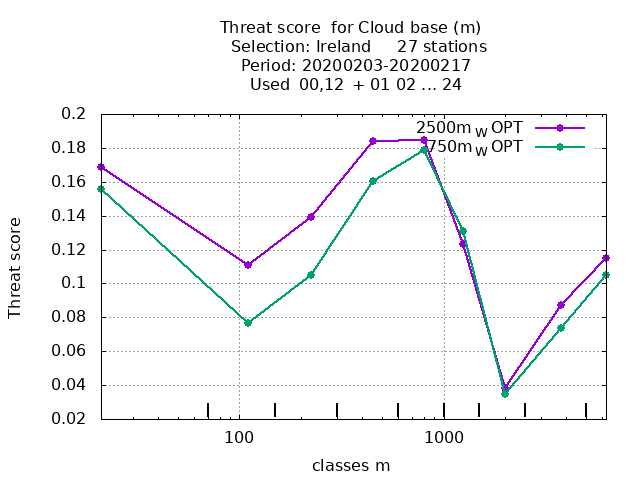 Threat score  for Cloud base (m)
Selection: Ireland     27 stations
Period: 20200203-20200217
Used  00,12  + 01 02 ... 24
2500m W OPT
750m W OPT
0.2
0.18
0.16
0.14
0.12
0.1
0.08
0.06
0.04
0.02
Threat score
100
1000
classes m